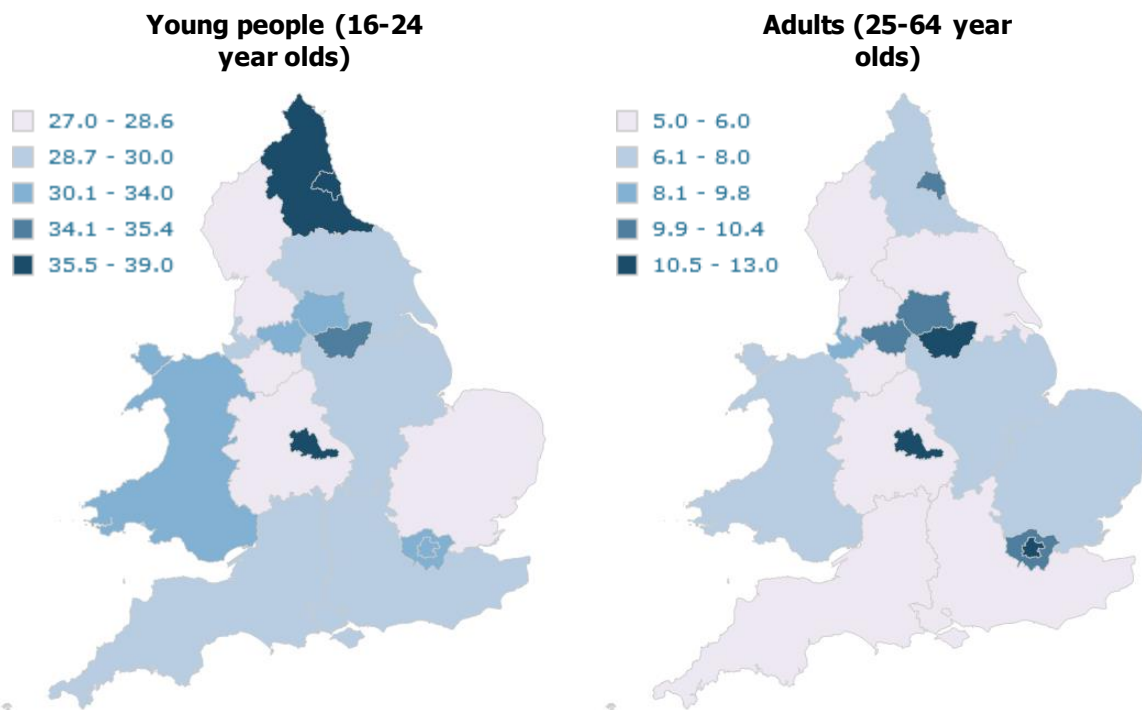 Young people (16-24
year olds)
27.0 - 28.6
28.7 - 30.0
30.1 - 34.0
34.1 - 35.4
35.5 - 39.0
Adults (25-64 year
olds)
5.0 - 6.0
6.1 - 8.0
8.1 - 9.8
9.9 - 10.4
10.5 - 13.0